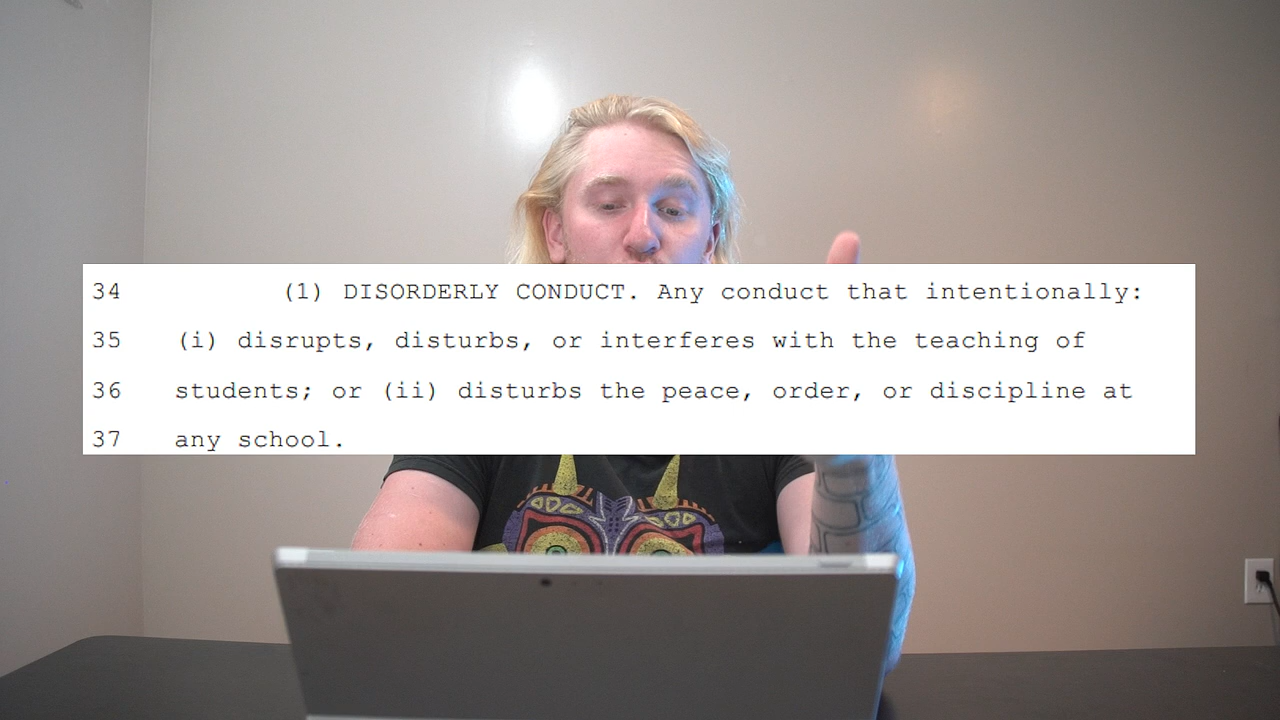 34 (1) DISORDERLY CONDUCT. Any conduct that intentionally:
35 (i) disrupts, disturbs, or interferes with the teaching of
36 students; or (ii) disturbs the peace, order, or discipline at
37 any school.